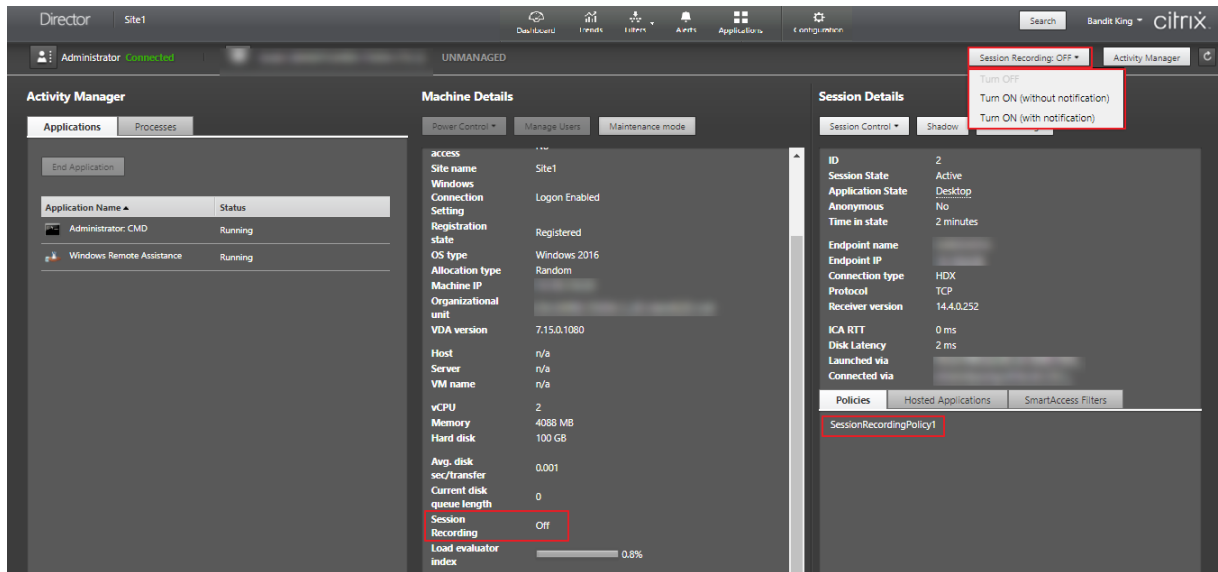 Director Site1
Dashboard Trends Filters Alerts Applications Configuration
Search Bandit King citrix
Administrator Connected UNMANAGED
Session Recording: OFF Activity Manager
Turn OFF
Turn ON (without notification)
Turn ON (with notification)
Activity Manager
Applications Processes
End Application
Application Name Status
Administrator: CMD Running
Windows Remote Assistance Running
Machine Details
Power Control Manage Users Maintenance mode
access No
Site name Site1
Windows
Connection Logon Enabled
Setting
Registration
state Registered
OS type Windows 2016
Allocation type Random
Machine IP
Organizational
unit
VDA version 7.15.0.1080
Host n/a
Server n/a
VM name n/a
vCPU 2
Memory 4088 MB
Hard disk 100 GB
Avg. disk
sec/transfer 0.001
Current disk
queue length 0
Session
Recording Off
Load evaluator
index 0.8%
Session Details
Session Control Shadow
ID 2
Session State Active
Application State Desktop
Anonymous No
Time in state 2 minutes
Endpoint name
Endpoint IP
Connection type HDX
Protocol TCP
Receiver version 14.4.0.252
ICA RTT 0 ms
Disk Latency 2 ms
Launched via
Connected via
Policies Hosted Applications SmartAccess Filters
SessionRecordingPolicy1